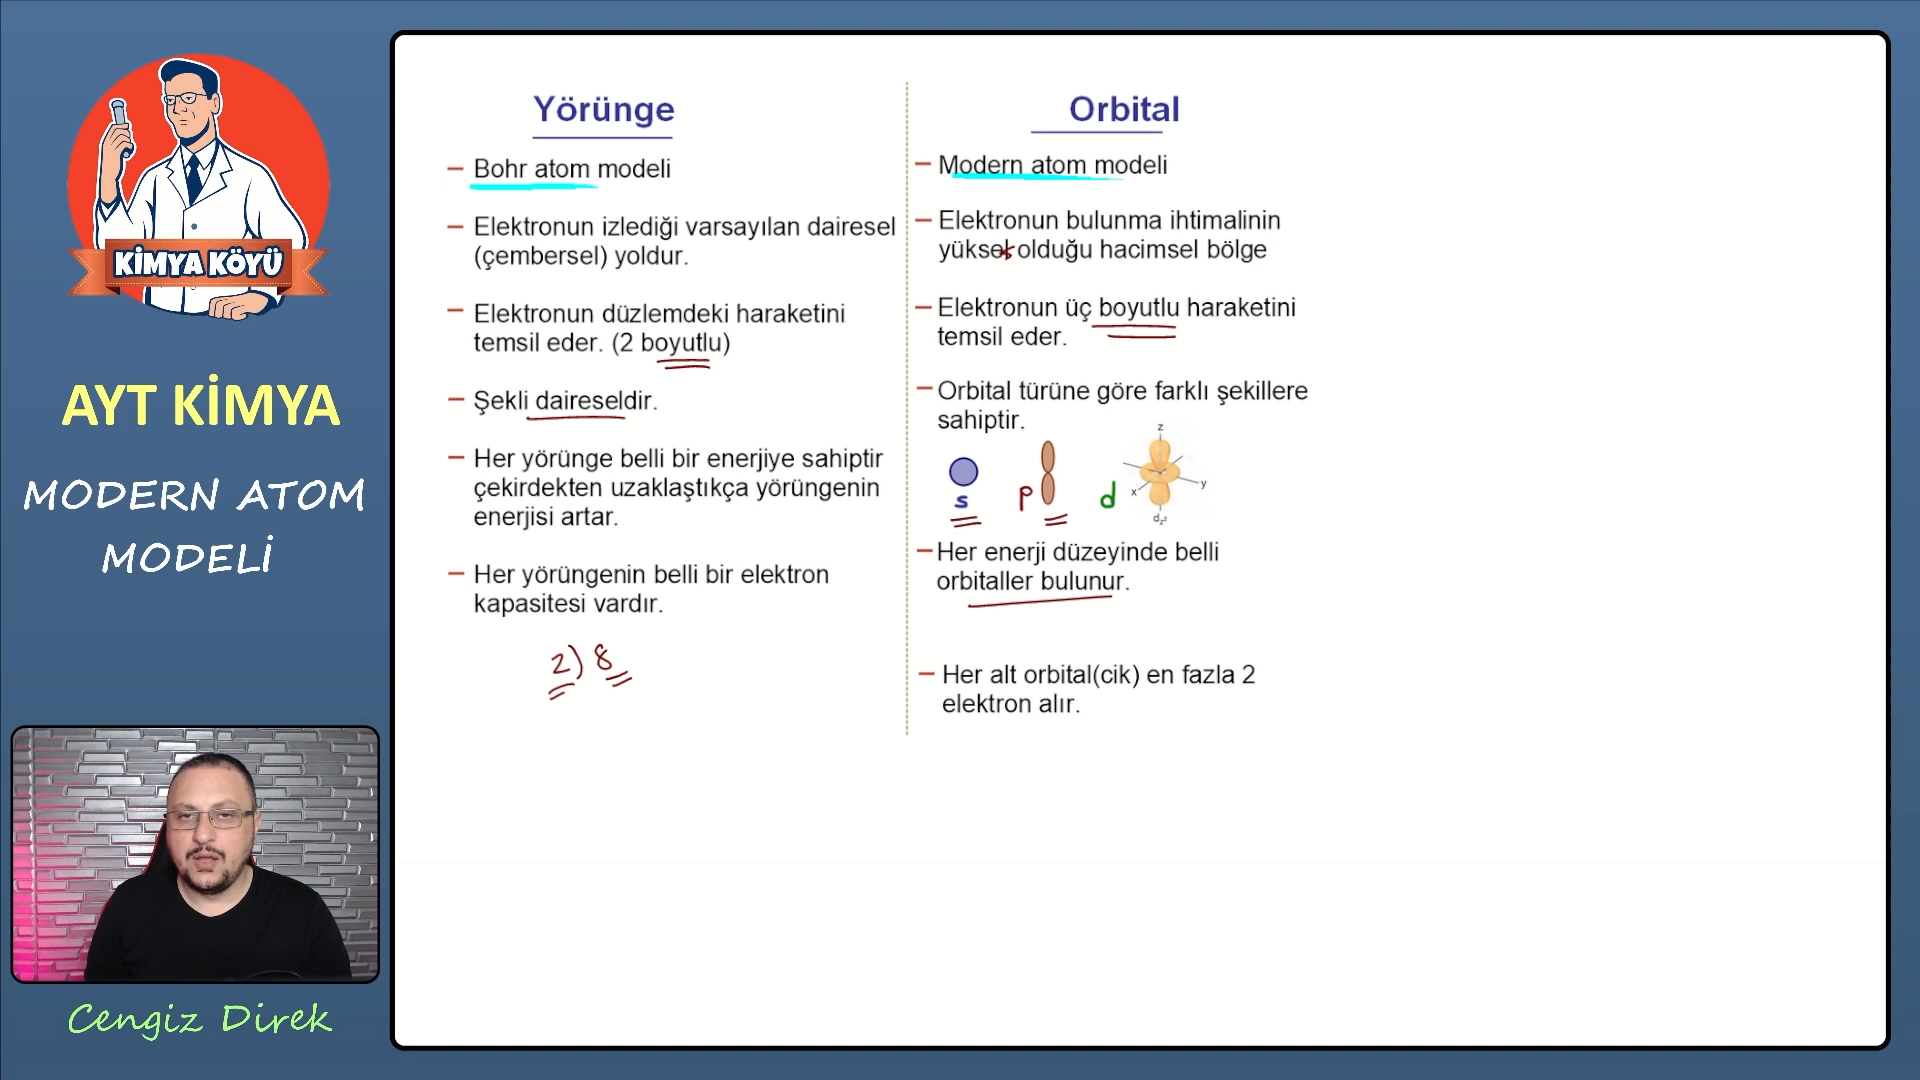 KİMYA KÖYÜ
AYT KİMYA
MODERN ATOM
MODELİ
Cengiz Direk
Yörünge
– Bohr atom modeli
– Elektronun izlediği varsayılan dairesel
(çembersel) yoldur.
– Elektronun düzlemdeki haraketini
temsil eder. (2 boyutlu)
– Şekli daireseldir.
– Her yörünge belli bir enerjiye sahiptir
çekirdekten uzaklaştıkça yörüngenin
enerjisi artar.
– Her yörüngenin belli bir elektron
kapasitesi vardır.
2) 8
Orbital
– Modern atom modeli
– Elektronun bulunma ihtimalinin
yüksek olduğu hacimsel bölge
– Elektronun üç boyutlu haraketini
temsil eder.
– Orbital türüne göre farklı şekillere
sahiptir.
s p d
z
x y
dz²
– Her enerji düzeyinde belli
orbitaller bulunur.
– Her alt orbital(cik) en fazla 2
elektron alır.